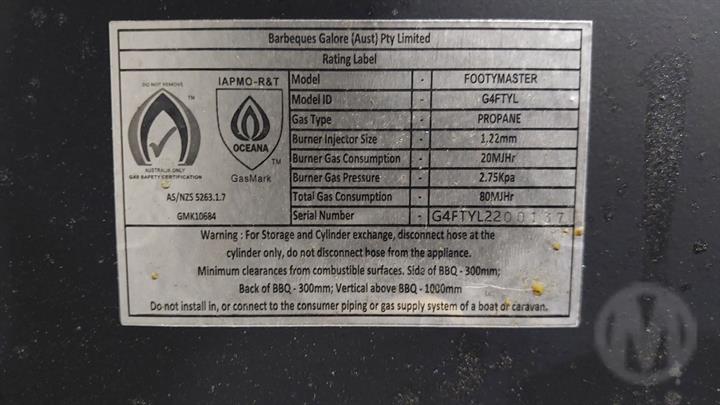 Barbeques Galore (Aust) Pty Limited
Rating Label
DO NOT REMOVE
TM
AUSTRALIA ONLY
GAS SAFETY CERTIFICATION
IAPMO-R&T
OCEANA
TM
GasMark
AS/NZS 5263.1.7
GMK10684
Model - FOOTYMASTER
Model ID - G4FTYL
Gas Type - PROPANE
Burner Injector Size - 1.22mm
Burner Gas Consumption - 20MJHr
Burner Gas Pressure - 2.75Kpa
Total Gas Consumption - 80MJHr
Serial Number - G4FTYL2200137
Warning : For Storage and Cylinder exchange, disconnect hose at the
cylinder only, do not disconnect hose from the appliance.
Minimum clearances from combustible surfaces. Side of BBQ - 300mm;
Back of BBQ - 300mm; Vertical above BBQ - 1000mm
Do not install in, or connect to the consumer piping or gas supply system of a boat or caravan.
M